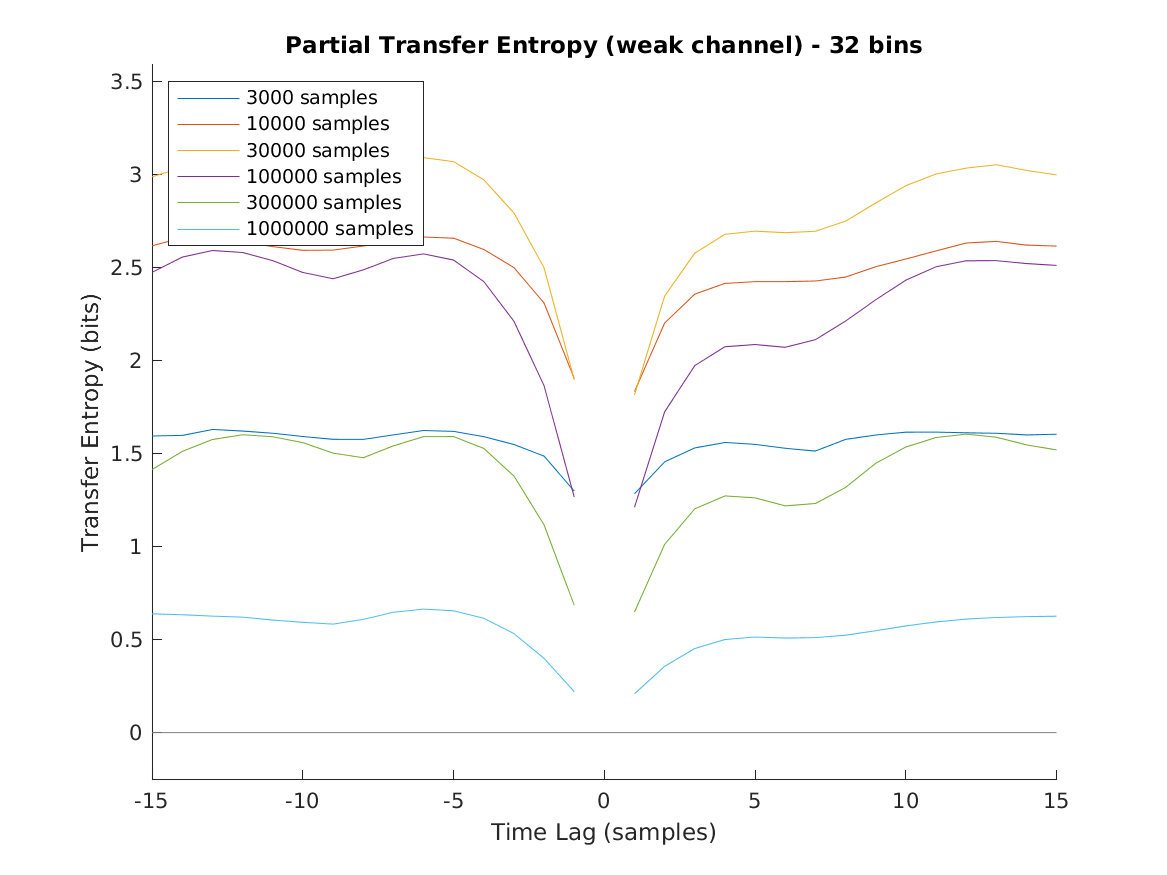 Partial Transfer Entropy (weak channel) - 32 bins
3000 samples
10000 samples
30000 samples
100000 samples
300000 samples
1000000 samples
Transfer Entropy (bits)
3.5
3
2.5
2
1.5
1
0.5
0
-15 -10 -5 0 5 10 15
Time Lag (samples)